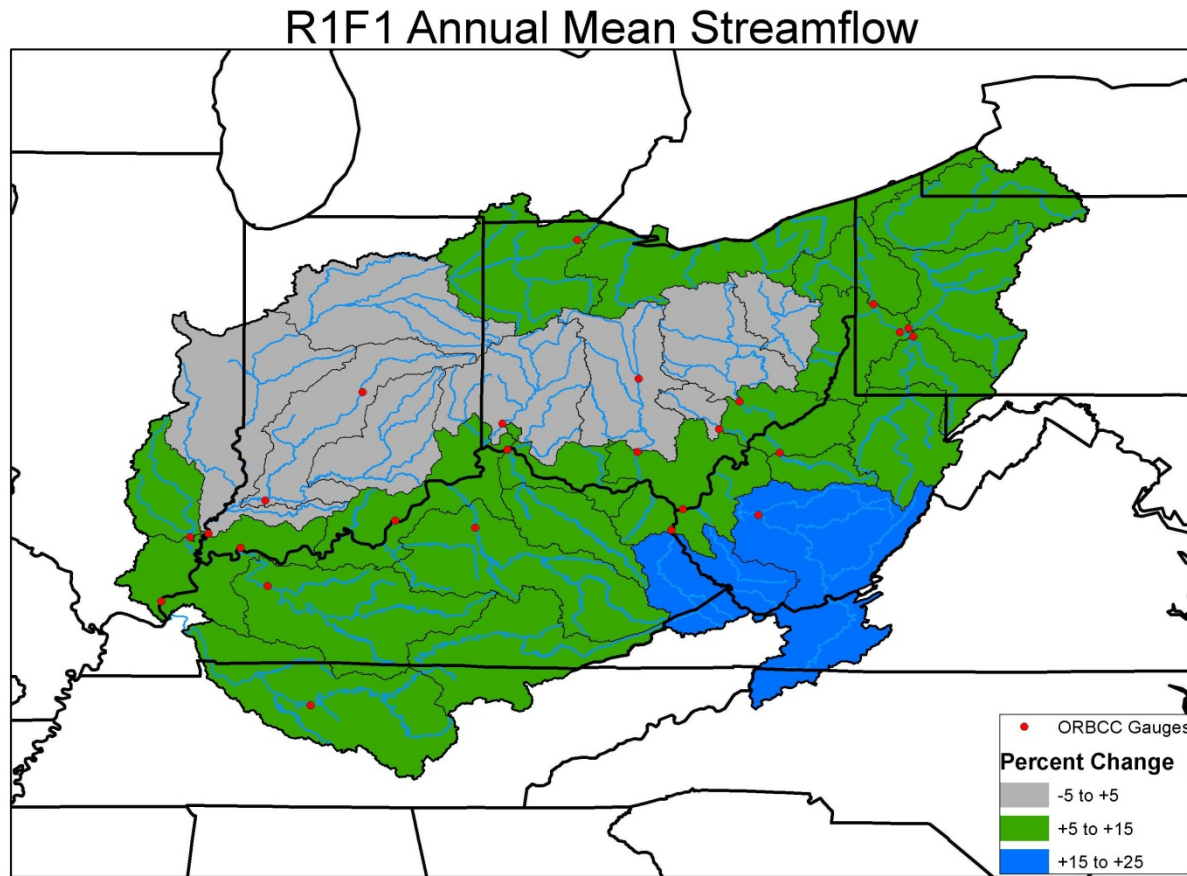 R1F1 Annual Mean Streamflow
ORBCC Gauges
Percent Change
-5 to +5
+5 to +15
+15 to +25